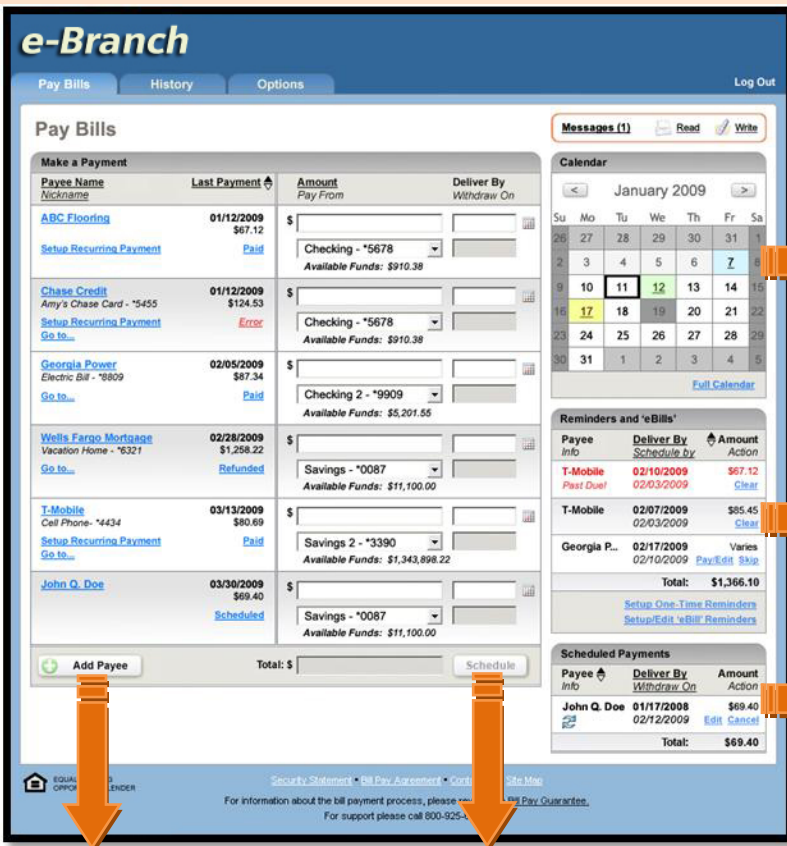 e-Branch
Pay Bills History Options Log Out
Pay Bills
Messages (1) Read Write
Make a Payment
Payee Name Last Payment Amount Deliver By
Nickname Pay From Withdraw On
ABC Flooring 01/12/2009 $
$67.12
Setup Recurring Payment Paid Checking - *5678
Available Funds: $910.38
Chase Credit 01/12/2009 $
Amy's Chase Card - *5455 $124.53
Setup Recurring Payment Error Checking - *5678
Go to... Available Funds: $910.38
Georgia Power 02/05/2009 $
Electric Bill - *8809 $87.34
Go to... Paid Checking 2 - *9909
Available Funds: $5,201.55
Wells Fargo Mortgage 02/28/2009 $
Vacation Home - *6321 $1,258.22
Go to... Refunded Savings - *0087
Available Funds: $11,100.00
T-Mobile 03/13/2009 $
Cell Phone- *4434 $80.69
Setup Recurring Payment Paid Savings 2 - *3390
Go to... Available Funds: $1,343,898.22
John Q. Doe 03/30/2009 $
$69.40
Scheduled Savings - *0087
Available Funds: $11,100.00
Add Payee Total: $ Schedule
Calendar
< January 2009 >
Su Mo Tu We Th Fr Sa
26 27 28 29 30 31 1
2 3 4 5 6 7 8
9 10 11 12 13 14 15
16 17 18 19 20 21 22
23 24 25 26 27 28 29
30 31 1 2 3 4 5
Full Calendar
Reminders and 'eBills'
Payee Deliver By Amount
Info Schedule by Action
T-Mobile 02/10/2009 $67.12
Past Due! 02/03/2009 Clear
T-Mobile 02/07/2009 $85.45
02/03/2009 Clear
Georgia P... 02/17/2009 Varies
02/10/2009 Pay/Edit Skip
Total: $1,366.10
Setup One-Time Reminders
Setup/Edit 'eBill' Reminders
Scheduled Payments
Payee Deliver By Amount
Info Withdraw On Action
John Q. Doe 01/17/2008 $69.40
02/12/2009 Edit Cancel
Total: $69.40
EQUAL
LENDER
Security Statement • Bill Pay Agreement • Site Map
For information about the bill payment process, please Bill Pay Guarantee.
For support please call 800-925-